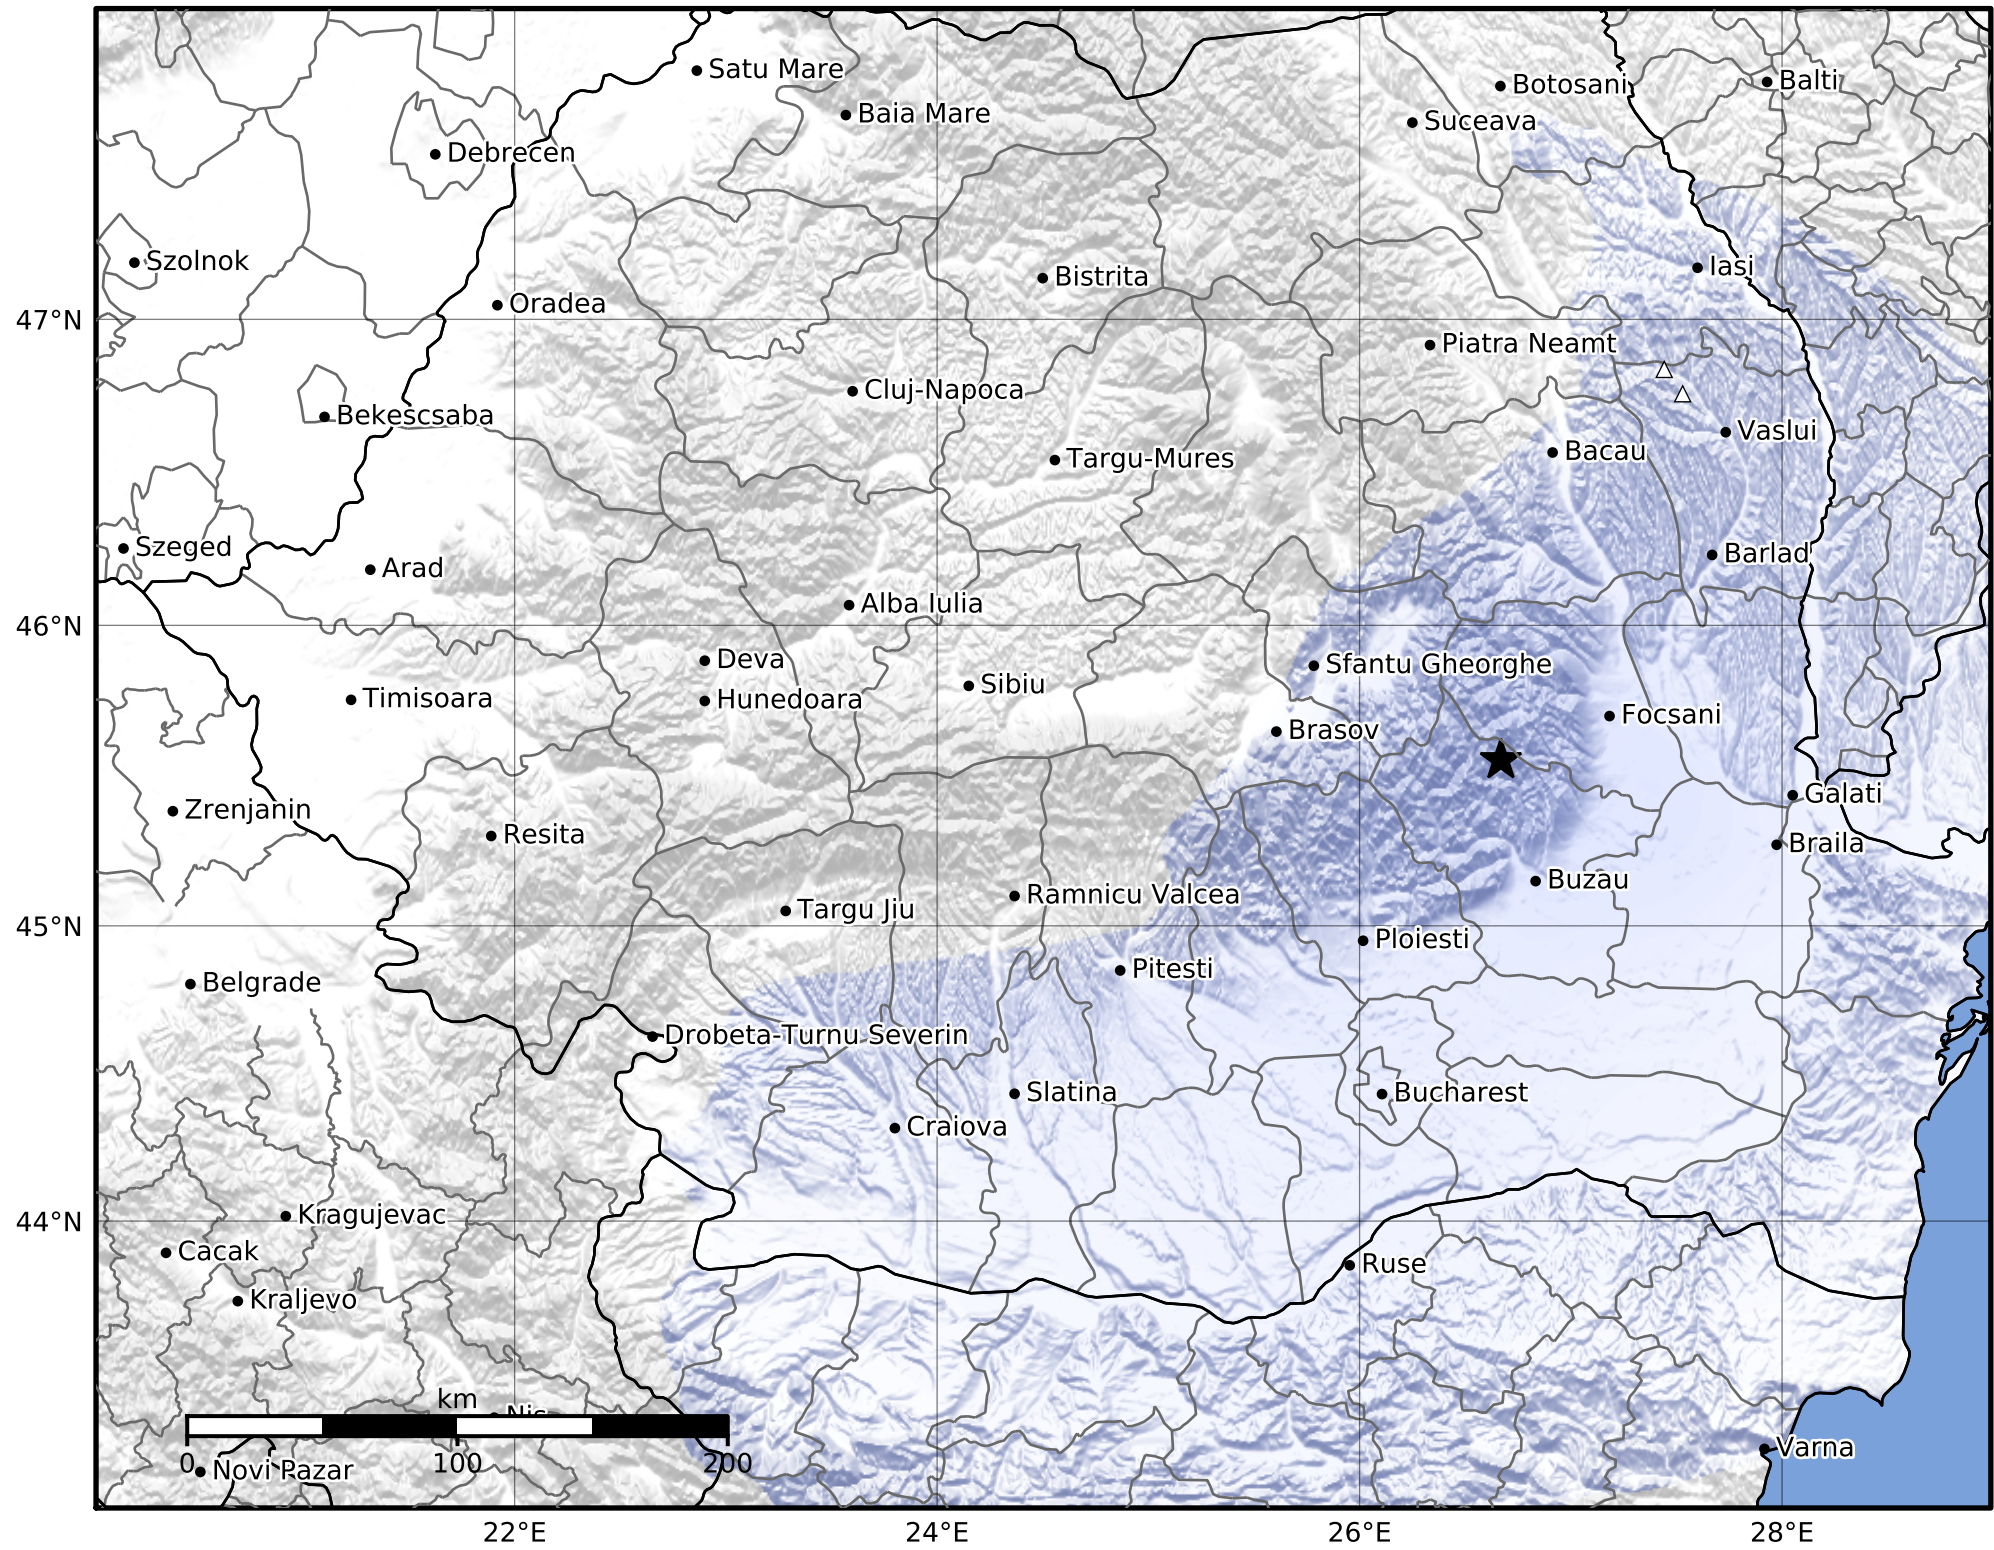 Satu Mare
Botosani
Balti
Baia Mare
Suceava
Debrecen
Szolnok
Iasi
Bistrita
Oradea
47°N
Piatra Neamt
Cluj-Napoca
Bekescsaba
Vaslui
Bacau
Targu-Mures
Szeged
Barlad
Arad
Alba Iulia
46°N
Deva
Sfantu Gheorghe
Sibiu
Timisoara
Hunedoara
Focsani
Brasov
Galati
Zrenjanin
Resita
Braila
Buzau
Ramnicu Valcea
Targu Jiu
45°N
Ploiesti
Pitesti
Belgrade
Drobeta-Turnu Severin
Slatina
Bucharest
Craiova
Kragujevac
44°N
Cacak
Ruse
Kraljevo
km
Nis
Varna
0 100 200
Novi Pazar
22°E 24°E 26°E 28°E